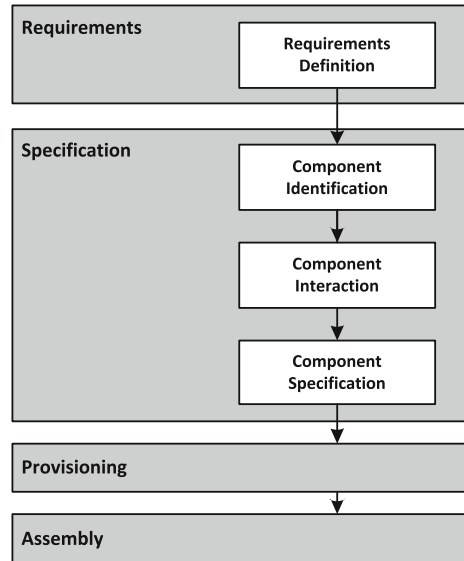 Requirements
Requirements
Definition
Specification
Component
Identification
Component
Interaction
Component
Specification
Provisioning
Assembly